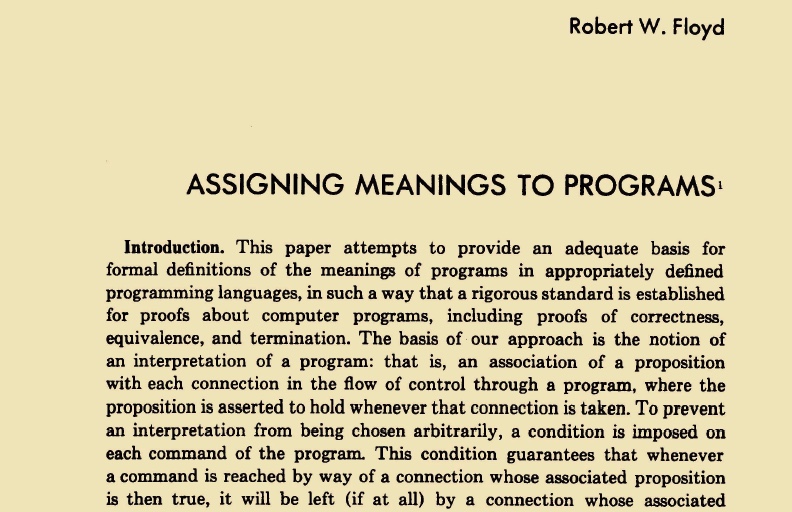 Robert W. Floyd
ASSIGNING MEANINGS TO PROGRAMS¹
Introduction. This paper attempts to provide an adequate basis for
formal definitions of the meanings of programs in appropriately defined
programming languages, in such a way that a rigorous standard is established
for proofs about computer programs, including proofs of correctness,
equivalence, and termination. The basis of our approach is the notion of
an interpretation of a program: that is, an association of a proposition
with each connection in the flow of control through a program, where the
proposition is asserted to hold whenever that connection is taken. To prevent
an interpretation from being chosen arbitrarily, a condition is imposed on
each command of the program. This condition guarantees that whenever
a command is reached by way of a connection whose associated proposition
is then true, it will be left (if at all) by a connection whose associated